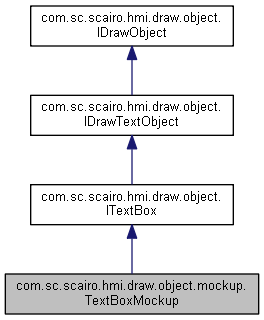 com.sc.scairo.hmi.draw.object.
IDrawObject
com.sc.scairo.hmi.draw.object.
IDrawTextObject
com.sc.scairo.hmi.draw.object.
ITextBox
com.sc.scairo.hmi.draw.object.mockup.
TextBoxMockup